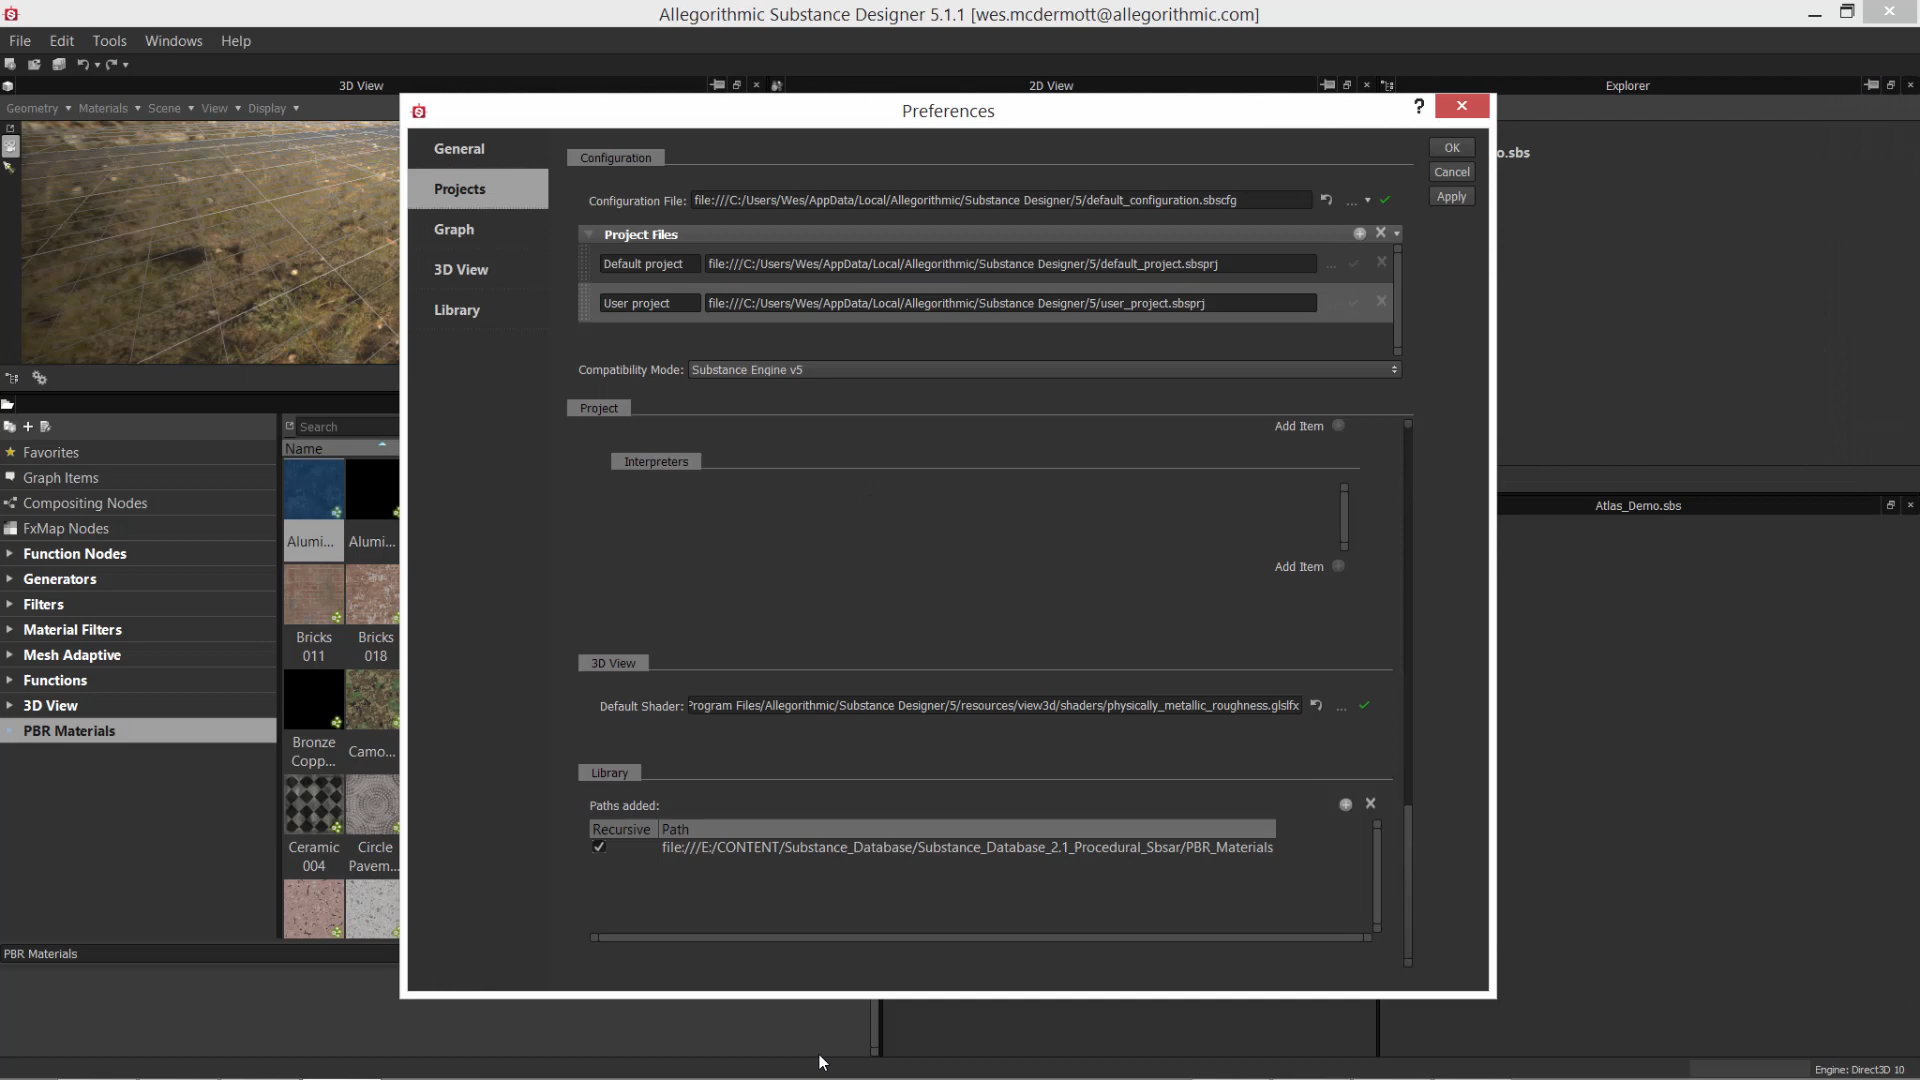 Allegorithmic Substance Designer 5.1.1 [wes.mcdermott@allegorithmic.com]
File Edit Tools Windows Help
3D View
2D View
Explorer
Geometry Materials Scene View Display
Preferences
?
General
Projects
Graph
3D View
Library
Configuration
OK
Cancel
Apply
o.sbs
Configuration File: file:///C:/Users/Wes/AppData/Local/Allegorithmic/Substance Designer/5/default_configuration.sbscfg ...
Project Files
Default project file:///C:/Users/Wes/AppData/Local/Allegorithmic/Substance Designer/5/default_project.sbsprj ...
User project file:///C:/Users/Wes/AppData/Local/Allegorithmic/Substance Designer/5/user_project.sbsprj
Compatibility Mode: Substance Engine v5
Project
Add Item
Interpreters
Add Item
3D View
Default Shader: Program Files/Allegorithmic/Substance Designer/5/resources/view3d/shaders/physically_metallic_roughness.glslfx ...
Library
Paths added:
Recursive Path
file:///E:/CONTENT/Substance_Database/Substance_Database_2.1_Procedural_Sbsar/PBR_Materials
Search
Name
Favorites
Graph Items
Compositing Nodes
FxMap Nodes
Function Nodes
Generators
Filters
Material Filters
Mesh Adaptive
Functions
3D View
PBR Materials
Alumi... Alumi...
Bricks 011
Bricks 018
Bronze Copp...
Camo...
Ceramic 004
Circle Pavem...
PBR Materials
Atlas_Demo.sbs
Engine: Direct3D 10